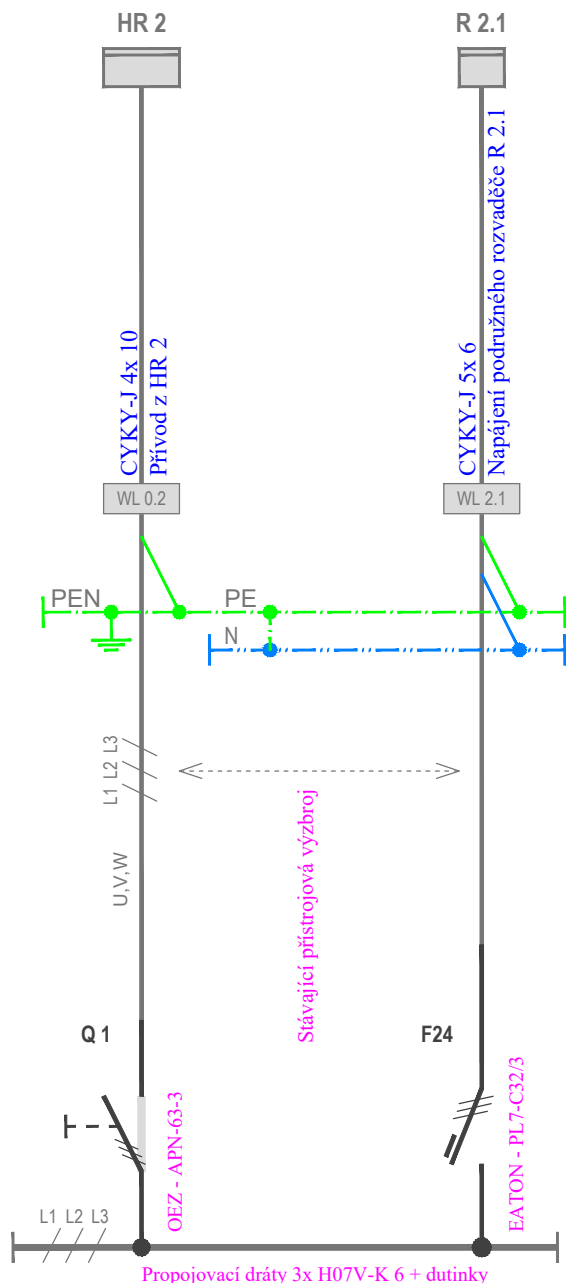 HR 2
R 2.1
CYKY-J 4x 10
Přívod z HR 2
CYKY-J 5x 6
Napájení podružného rozvaděče R 2.1
WL 0.2
WL 2.1
PEN
PE
N
L1 L2 L3
U,V,W
Stávající přístrojová výzbroj
Q 1
F24
OEZ - APN-63-3
EATON - PL7-C32/3
L1 L2 L3
Propojovací dráty 3x H07V-K 6 + dutinky